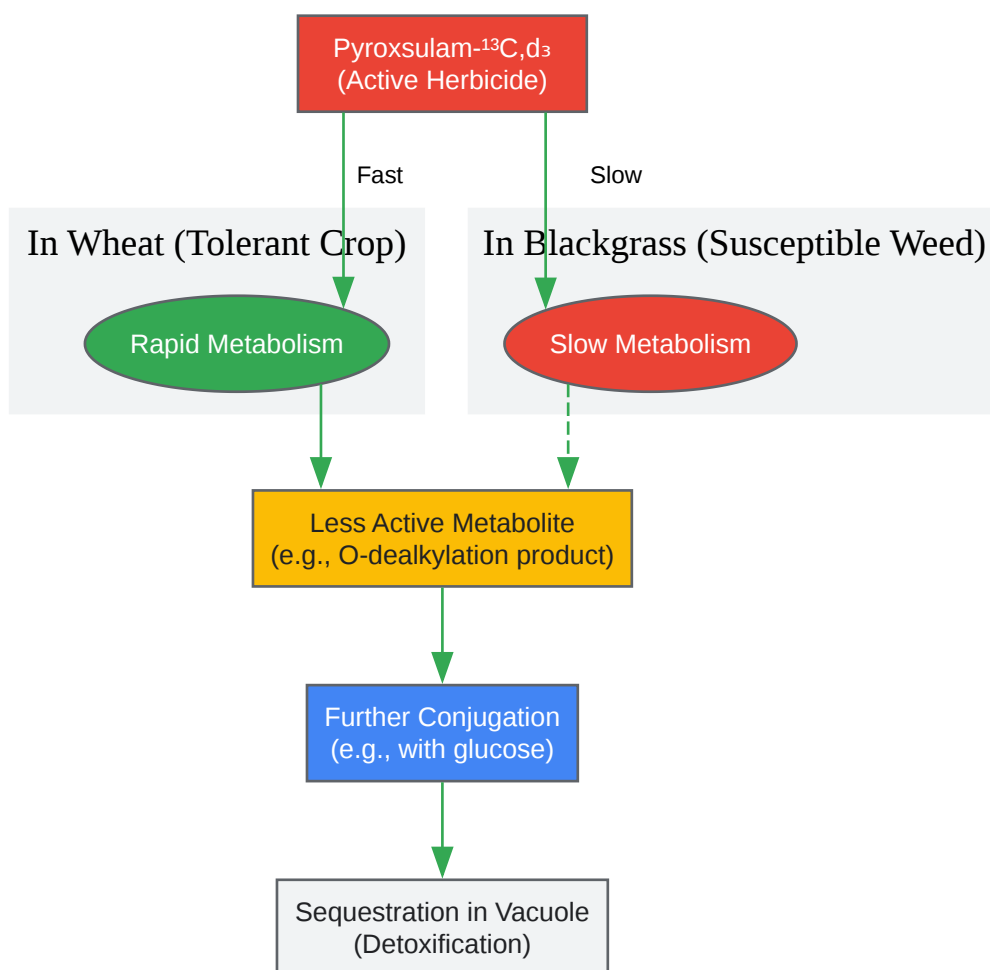 Pyroxsulam-¹³C,d₃
(Active Herbicide)
Fast
Slow
In Wheat (Tolerant Crop)
In Blackgrass (Susceptible Weed)
Rapid Metabolism
Slow Metabolism
Less Active Metabolite
(e.g., O-dealkylation product)
Further Conjugation
(e.g., with glucose)
Sequestration in Vacuole
(Detoxification)